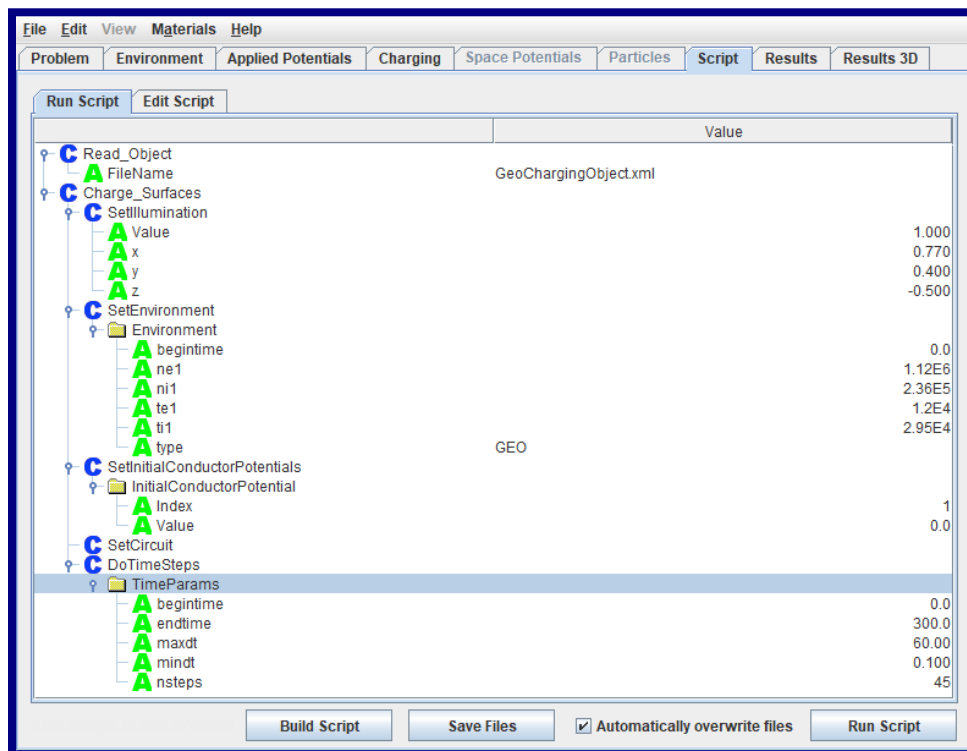 File Edit View Materials Help
Problem Environment Applied Potentials Charging Space Potentials Particles Script Results Results 3D
Run Script Edit Script
Value
C Read_Object
A FileName GeoChargingObject.xml
C Charge_Surfaces
C SetIllumination
A Value 1.000
A x 0.770
A y 0.400
A z -0.500
C SetEnvironment
Environment
A begintime 0.0
A ne1 1.12E6
A ni1 2.36E5
A te1 1.2E4
A ti1 2.95E4
A type GEO
C SetInitialConductorPotentials
InitialConductorPotential
A Index 1
A Value 0.0
C SetCircuit
C DoTimeSteps
TimeParams
A begintime 0.0
A endtime 300.0
A maxdt 60.00
A mindt 0.100
A nsteps 45
Build Script Save Files Automatically overwrite files Run Script